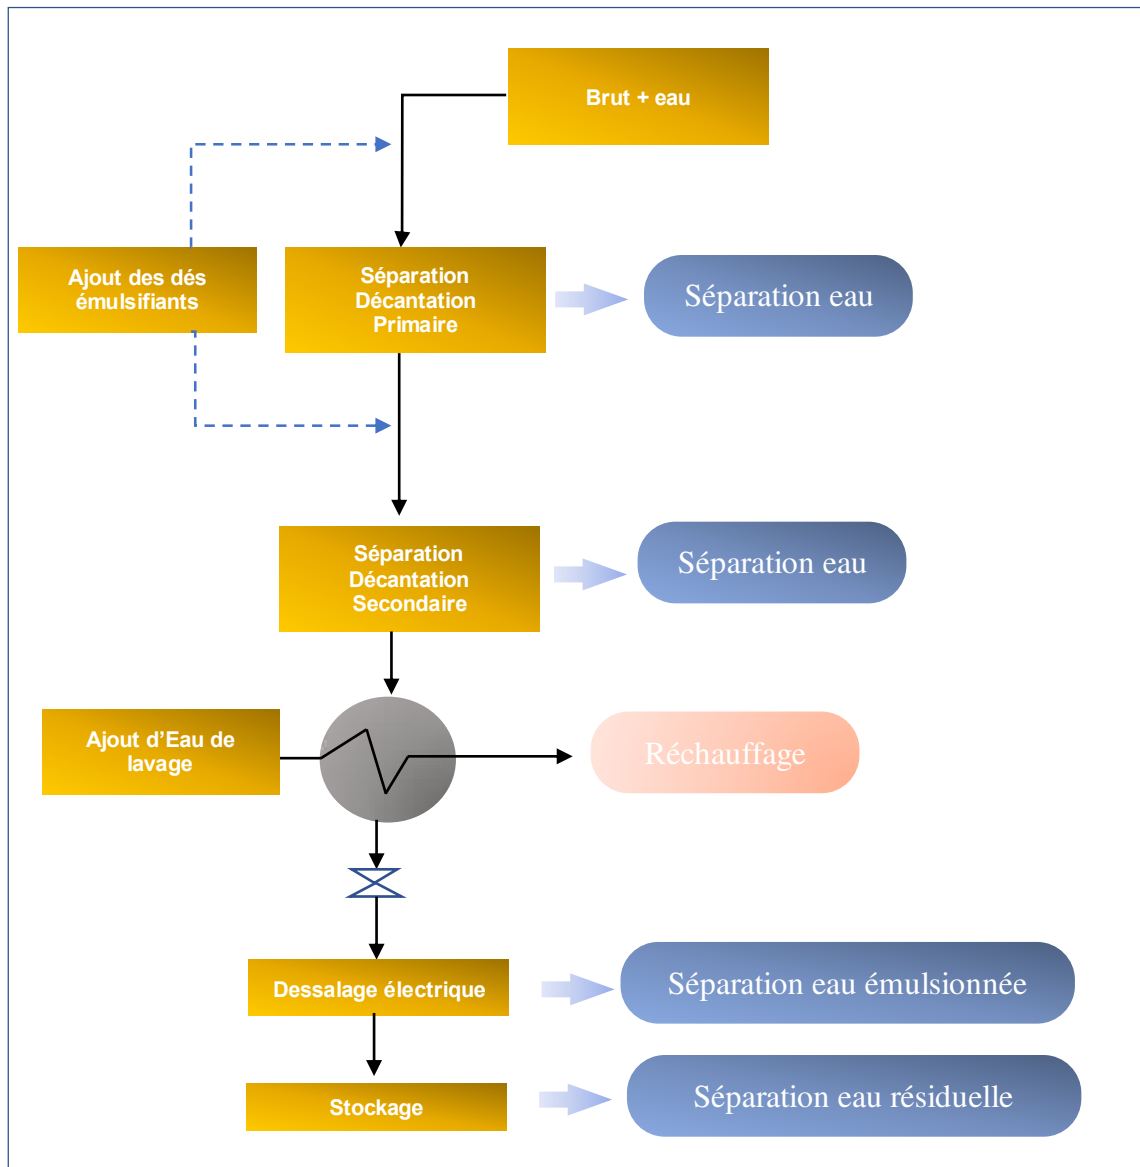 Brut + eau
Ajout des dés
émulsifiants
Séparation
Décantation
Primaire
Séparation eau
Séparation
Décantation
Secondaire
Séparation eau
Ajout d’Eau de
lavage
Réchauffage
Dessalage électrique
Séparation eau émulsionnée
Stockage
Séparation eau résiduelle